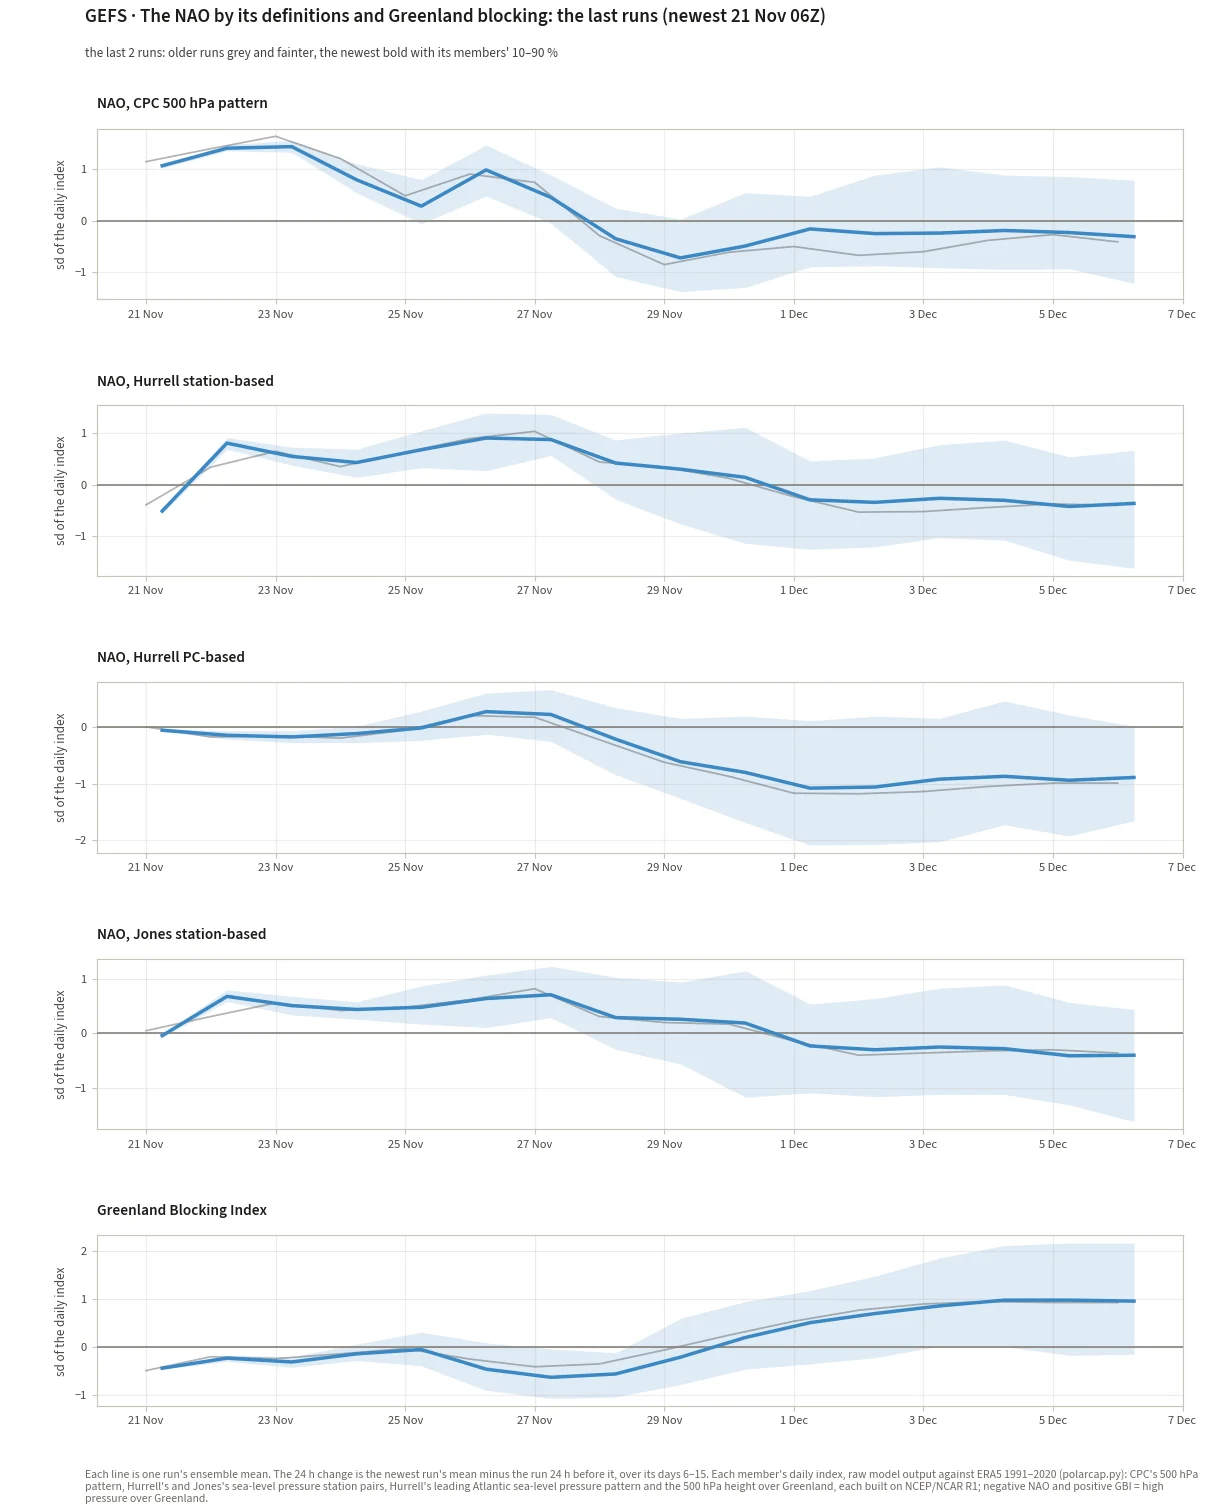 GEFS · The NAO by its definitions and Greenland blocking: the last runs (newest 21 Nov 06Z)
the last 2 runs: older runs grey and fainter, the newest bold with its members' 10–90 %
NAO, CPC 500 hPa pattern
sd of the daily index
1
0
−1
21 Nov 23 Nov 25 Nov 27 Nov 29 Nov 1 Dec 3 Dec 5 Dec 7 Dec
NAO, Hurrell station-based
sd of the daily index
1
0
−1
21 Nov 23 Nov 25 Nov 27 Nov 29 Nov 1 Dec 3 Dec 5 Dec 7 Dec
NAO, Hurrell PC-based
sd of the daily index
0
−1
−2
21 Nov 23 Nov 25 Nov 27 Nov 29 Nov 1 Dec 3 Dec 5 Dec 7 Dec
NAO, Jones station-based
sd of the daily index
1
0
−1
21 Nov 23 Nov 25 Nov 27 Nov 29 Nov 1 Dec 3 Dec 5 Dec 7 Dec
Greenland Blocking Index
sd of the daily index
2
1
0
−1
21 Nov 23 Nov 25 Nov 27 Nov 29 Nov 1 Dec 3 Dec 5 Dec 7 Dec
Each line is one run's ensemble mean. The 24 h change is the newest run's mean minus the run 24 h before it, over its days 6–15. Each member's daily index, raw model output against ERA5 1991–2020 (polarcap.py): CPC's 500 hPa
pattern, Hurrell's and Jones's sea-level pressure station pairs, Hurrell's leading Atlantic sea-level pressure pattern and the 500 hPa height over Greenland, each built on NCEP/NCAR R1; negative NAO and positive GBI = high
pressure over Greenland.